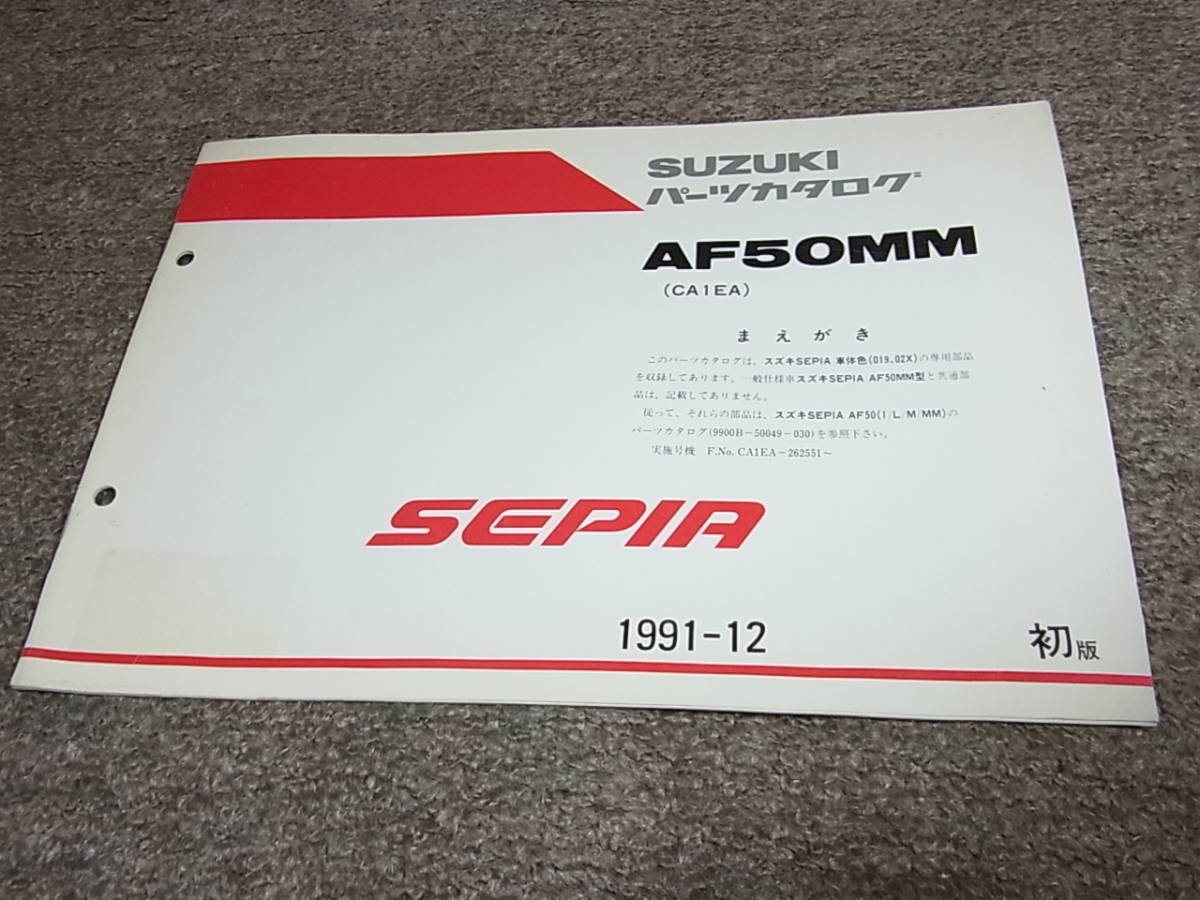 SUZUKI
パーツカタログ
AF50MM
(CA1EA)
まえがき
このパーツカタログは、スズキSEPIA 車体色(019、02X)の専用部品
を収録してあります。一般仕様車スズキSEPIA AF50MM型と共通部
品は、記載してありません。
従って、それらの部品は、スズキSEPIA AF50(1/L/M/MM)の
パーツカタログ(9900B-50049-030)を参照下さい。
実施号機 F.No. CA1EA-262551~
SEPIA
1991-12
初版